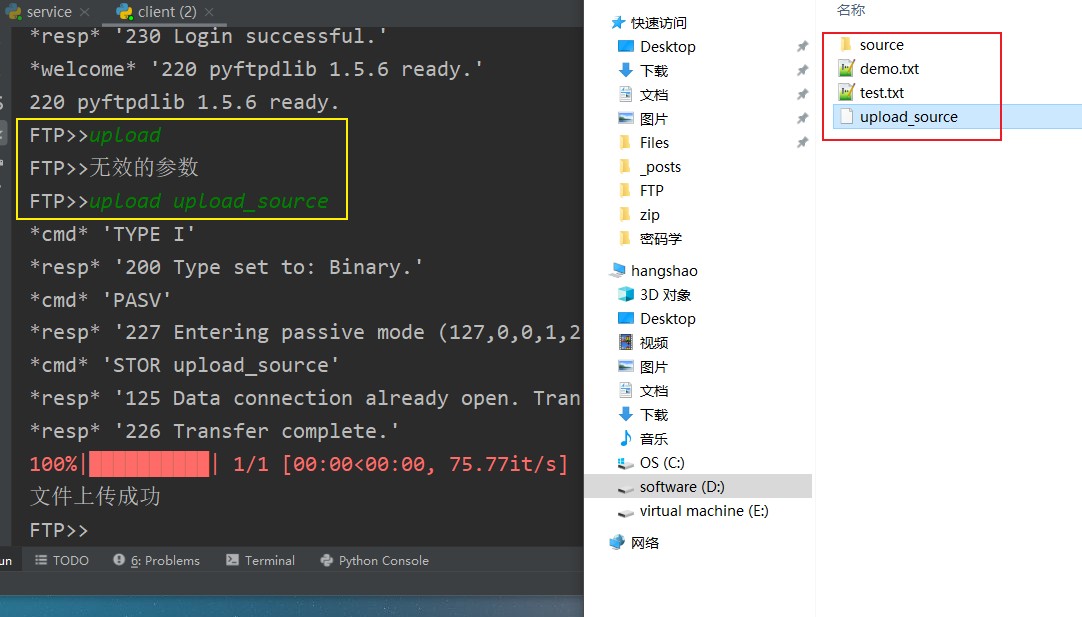 service
client (2)
*resp* '230 Login successful.'
*welcome* '220 pyftpdlib 1.5.6 ready.'
220 pyftpdlib 1.5.6 ready.
FTP>>upload
FTP>>无效的参数
FTP>>upload upload_source
*cmd* 'TYPE I'
*resp* '200 Type set to: Binary.'
*cmd* 'PASV'
*resp* '227 Entering passive mode (127,0,0,1,2
*cmd* 'STOR upload_source'
*resp* '125 Data connection already open. Tran
*resp* '226 Transfer complete.'
100%|██████████| 1/1 [00:00<00:00, 75.77it/s]
文件上传成功
FTP>>
un
TODO
6: Problems
Terminal
Python Console
快速访问
Desktop
下载
文档
图片
Files
_posts
FTP
zip
密码学
hangshao
3D 对象
Desktop
视频
图片
文档
下载
音乐
OS (C:)
software (D:)
virtual machine (E:)
网络
名称
source
demo.txt
test.txt
upload_source